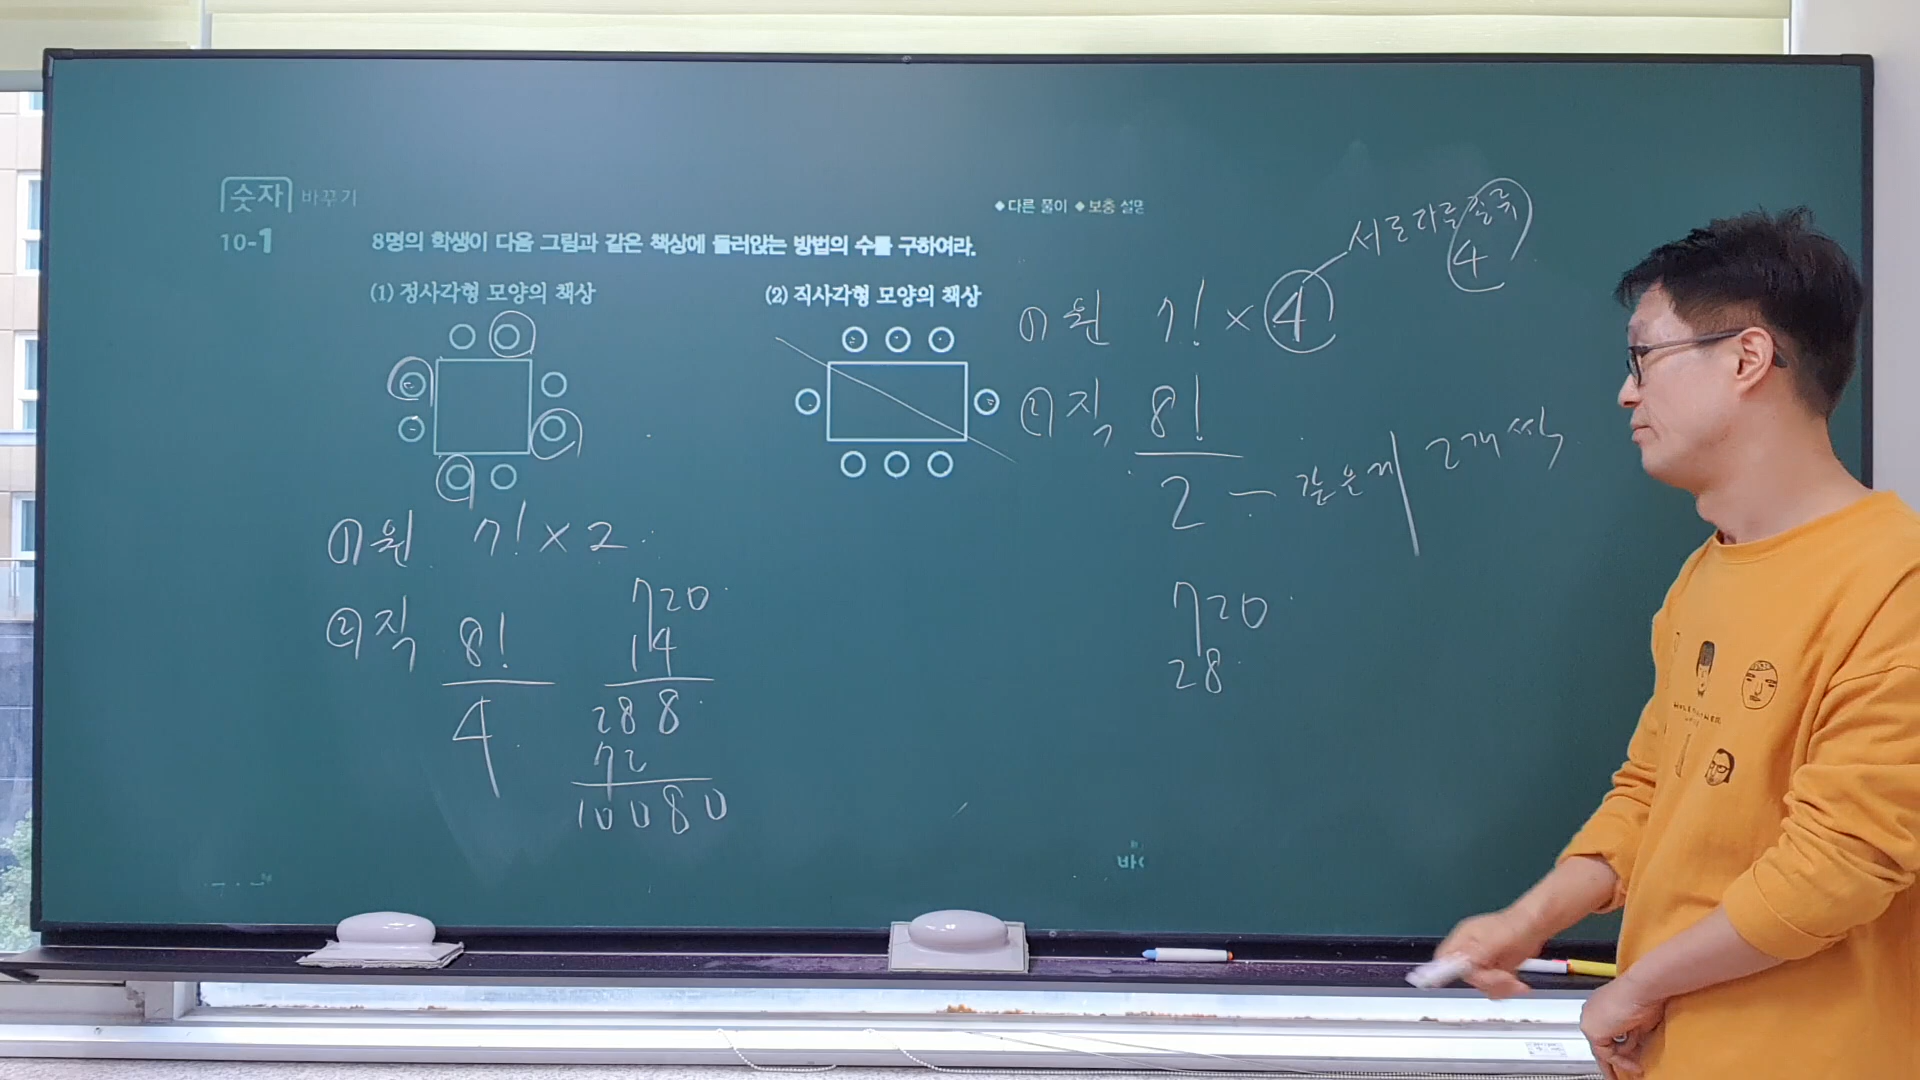 숫자 바꾸기
◆다른 풀이 ◆보충 설명
10-1 8명의 학생이 다음 그림과 같은 책상에 둘러앉는 방법의 수를 구하여라.
(1) 정사각형 모양의 책상
(2) 직사각형 모양의 책상
① 원 7! × 2
② 직 8!
4
720
14
288
72
10080
서로다른 종류
4
① 원 7! × 4
② 직 8!
2 - 같은게 2개씩
720
28